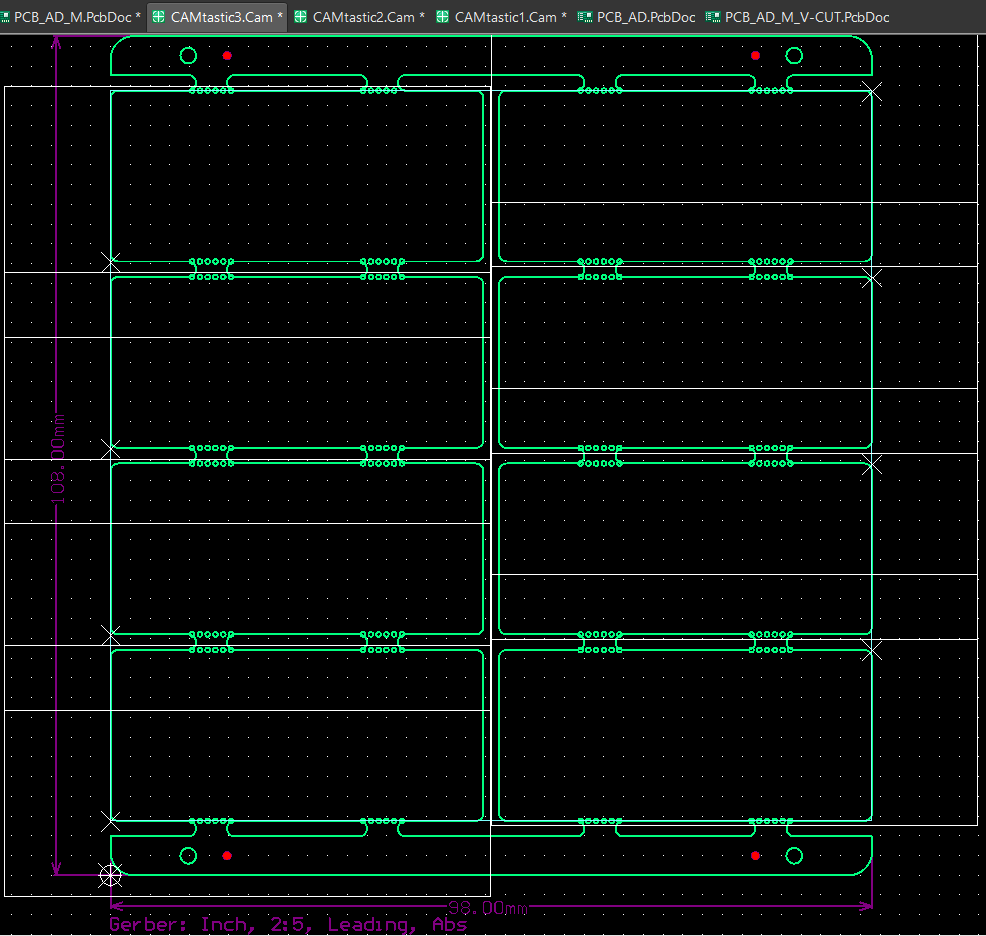 PCB_AD_M.PcbDoc * CAMtastic3.Cam * CAMtastic2.Cam * CAMtastic1.Cam * PCB_AD.PcbDoc PCB_AD_M_V-CUT.PcbDoc
108.00mm
98.00mm
Gerber: Inch, 2:5, Leading, Abs